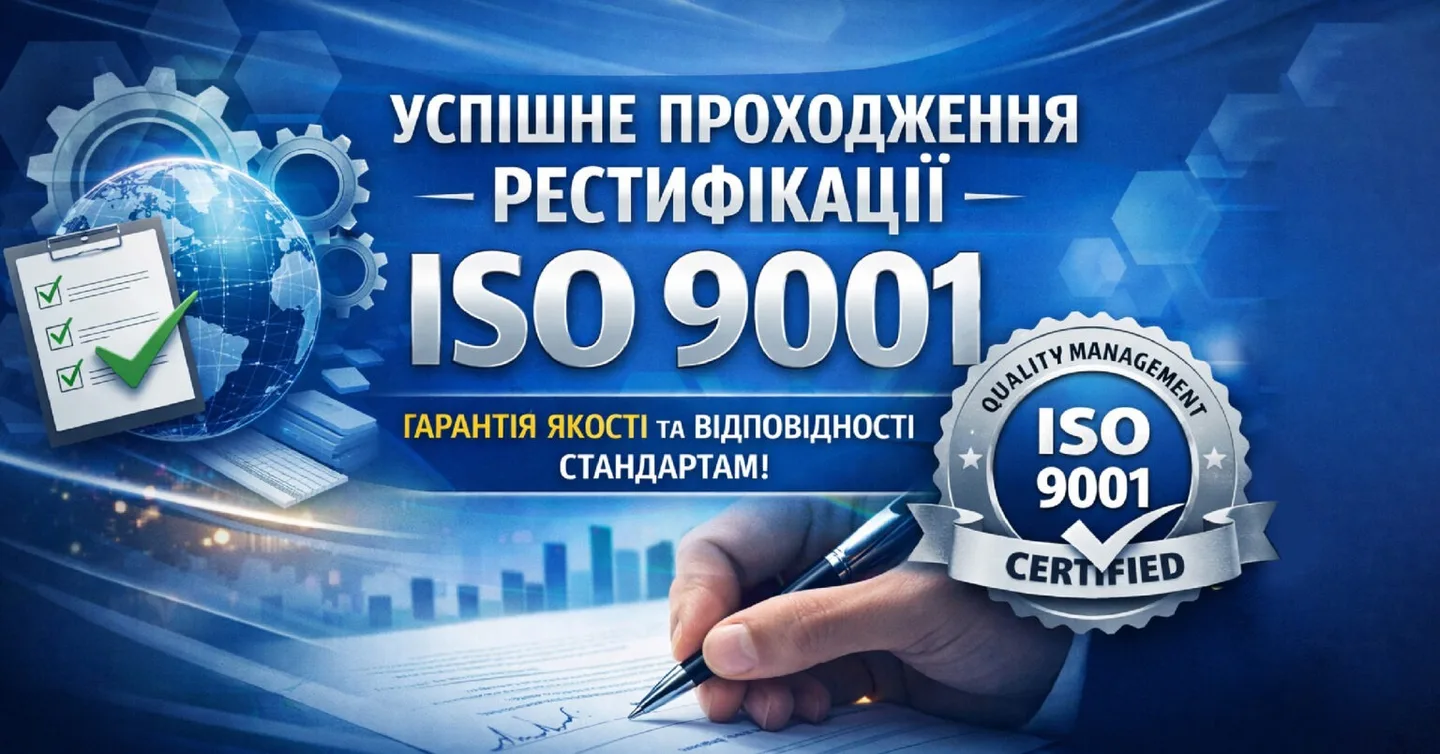 УСПІШНЕ ПРОХОДЖЕННЯ
РЕСТИФІКАЦІЇ
ISO 9001
ГАРАНТІЯ ЯКОСТІ ТА ВІДПОВІДНОСТІ
СТАНДАРТАМ!
QUALITY MANAGEMENT
ISO
9001
CERTIFIED